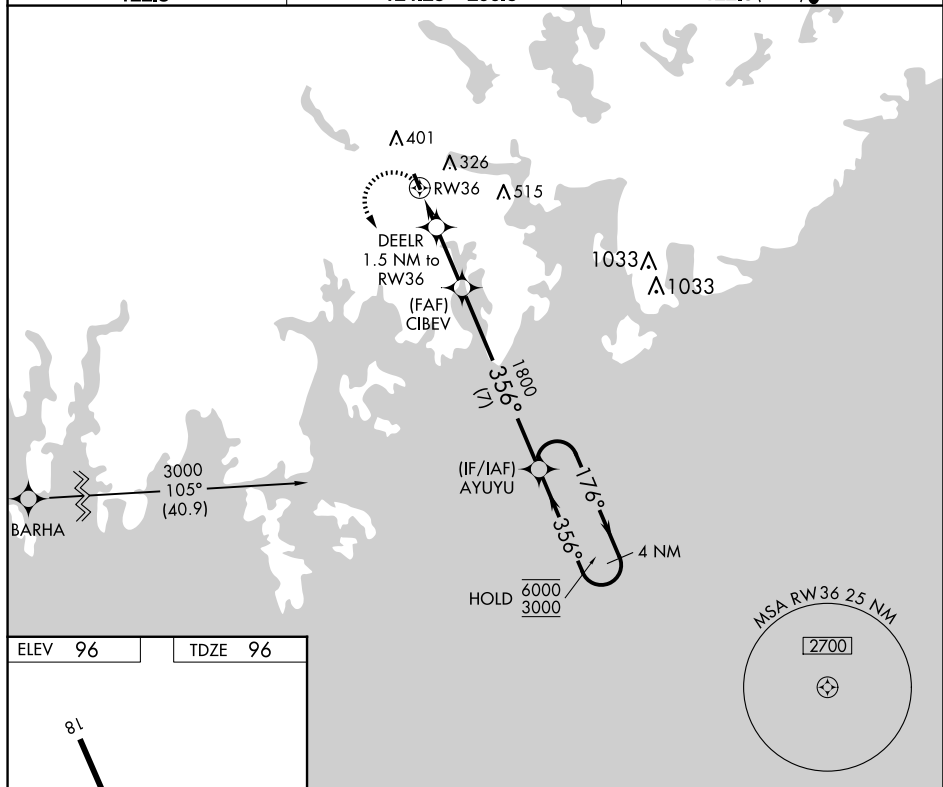 401
326
RW36
515
DEELR
1.5 NM to
RW36
1033
1033
(FAF)
CIBEV
1800
356°
(7)
(IF/IAF)
AYUYU
176°
3000
105°
(40.9)
BARHA
356°
4 NM
HOLD 6000
3000
MSA RW36 25 NM
2700
ELEV 96
TDZE 96
18